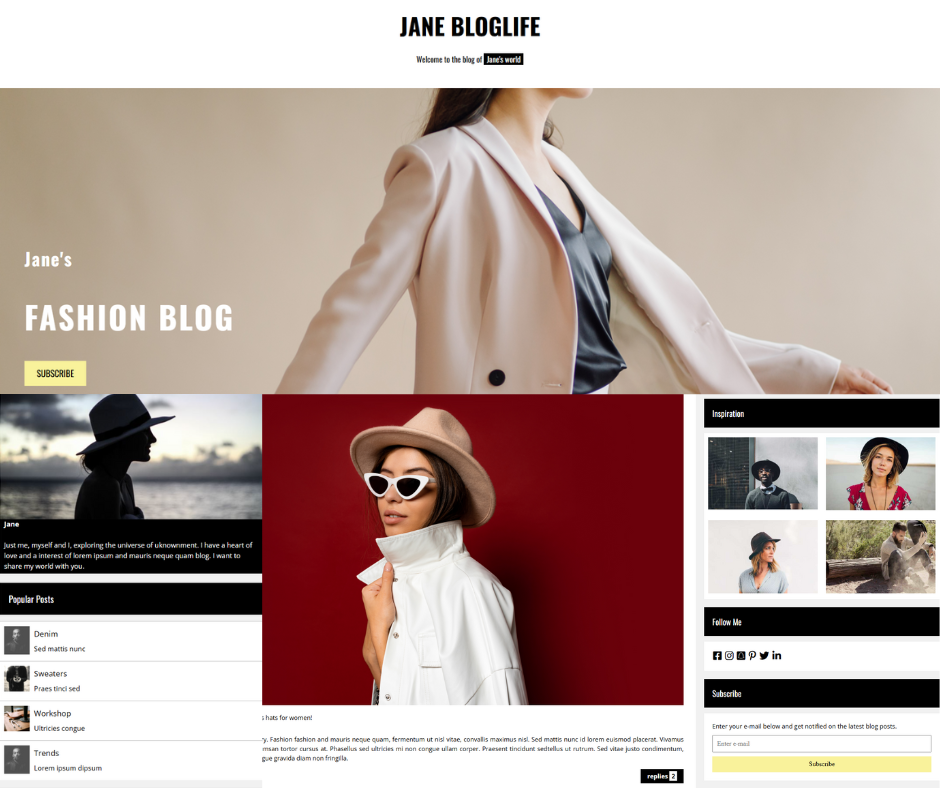 JANE BLOGLIFE
Welcome to the blog of Jane's world
Jane's
FASHION BLOG
SUBSCRIBE
Jane
Just me, myself and I, exploring the universe of uknownment. I have a heart of
love and a interest of lorem ipsum and mauris neque quam blog. I want to
share my world with you.
Popular Posts
Denim
Sed mattis nunc
Sweaters
Praes tinci sed
Workshop
Ultricies congue
Trends
Lorem ipsum dipsum
hats for women!
Fashion fashion and mauris neque quam, fermentum ut nisl vitae, convallis maximus nisl. Sed mattis nunc id lorem euismod placerat. Vivamus
tortor cursus at. Phasellus sed ultricies mi non congue ullam corper. Praesent tincidunt sedtellus ut rutrum. Sed vitae justo condimentum,
gravida diam non fringilla.
replies 2
Inspiration
Follow Me
Subscribe
Enter your e-mail below and get notified on the latest blog posts.
Enter e-mail
Subscribe